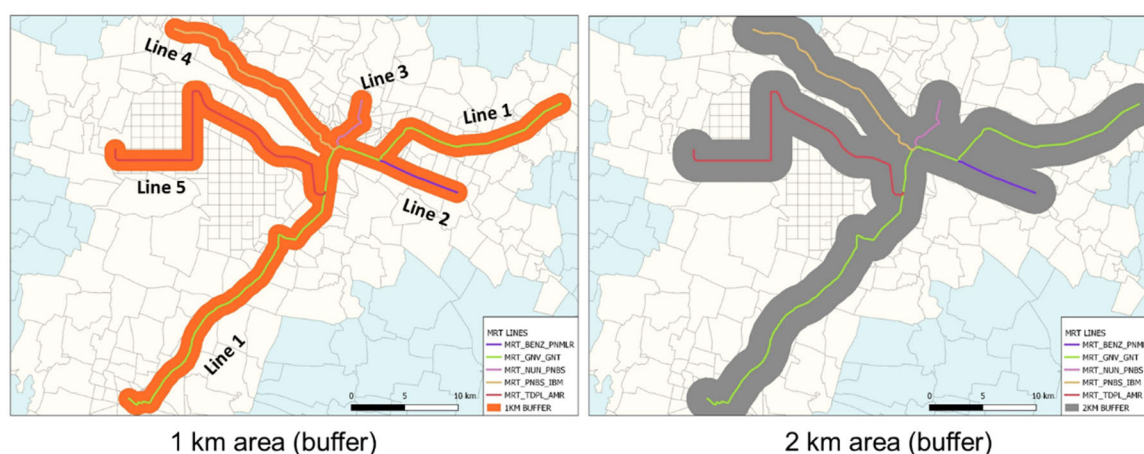 Line 4
Line 3
Line 1
Line 5
Line 2
Line 1
MRT LINES
MRT_BENZ_PNMLR
MRT_GNV_GNT
MRT_NUN_PNBS
MRT_PNBS_IBM
MRT_TDPL_AMR
1KM BUFFER
0 5 10 km
MRT LINES
MRT_BENZ_PNML
MRT_GNV_GNT
MRT_NUN_PNBS
MRT_PNBS_IBM
MRT_TDPL_AMR
2KM BUFFER
0 5 10 km
1 km area (buffer)
2 km area (buffer)